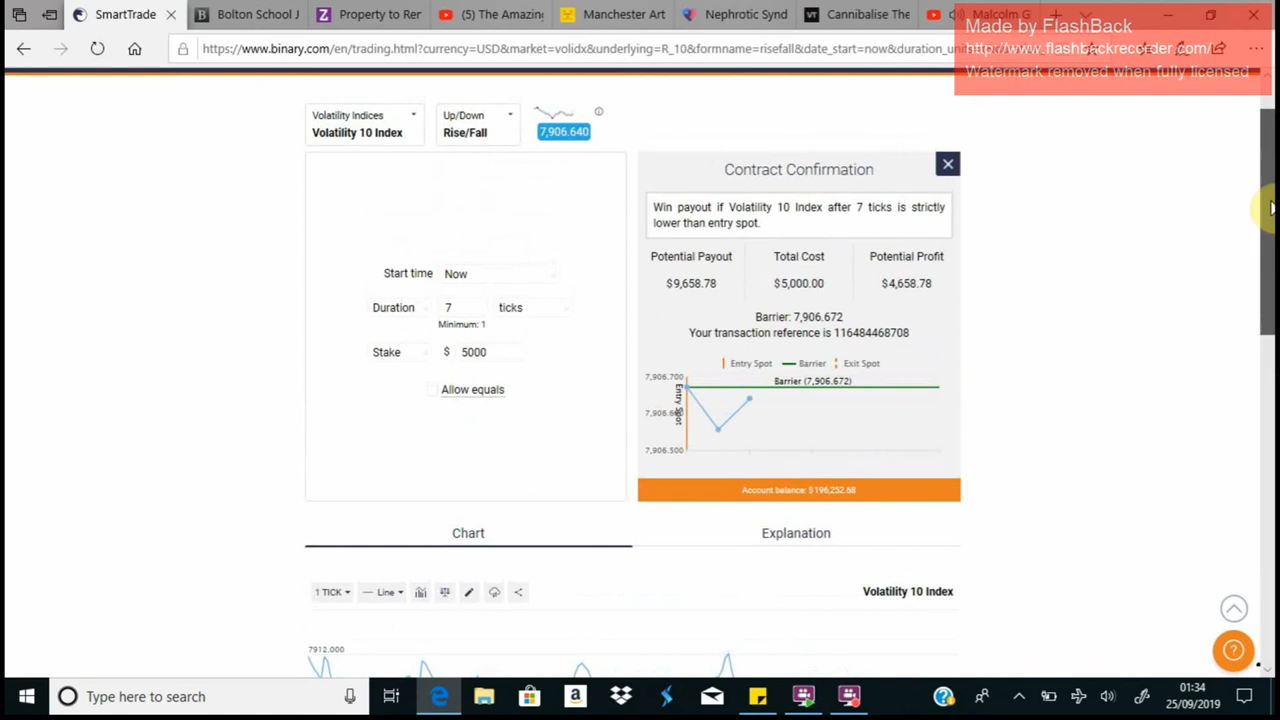 SmartTrade
Bolton School J
Property to Rer
(5) The Amazing
Manchester Art
Nephrotic Synd
Cannibalise The
Malcolm G
Made by FlashBack
http://www.flashbackrecorder.com/
Watermark removed when fully licensed
https://www.binary.com/en/trading.html?currency=USD&market=volidx&underlying=R_10&formname=risefall&date_start=now&duration_uni
Volatility Indices
Volatility 10 Index
Up/Down
Rise/Fall
7,906.640
Start time Now
Duration 7 ticks
Minimum: 1
Stake $ 5000
Allow equals
Contract Confirmation
Win payout if Volatility 10 Index after 7 ticks is strictly
lower than entry spot.
Potential Payout Total Cost Potential Profit
$9,658.78 $5,000.00 $4,658.78
Barrier: 7,906.672
Your transaction reference is 116484468708
Entry Spot Barrier Exit Spot
Barrier (7,906.672)
7,906.700
Entry Spot
7,906.500
Account balance: $196,252.68
Chart Explanation
1 TICK Line
Volatility 10 Index
7912.000
Type here to search
01:34
25/09/2019